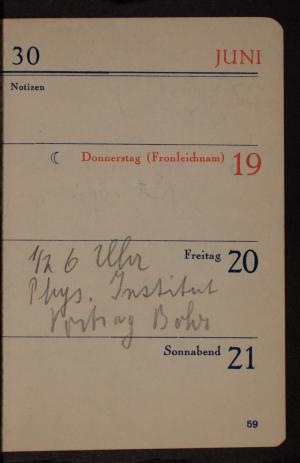 30 JUNI
Notizen
☾ Donnerstag (Fronleichnam) 19
Freitag 20
1/2 6 Uhr
Phys. Institut
Vortrag Bohr
Sonnabend 21
59